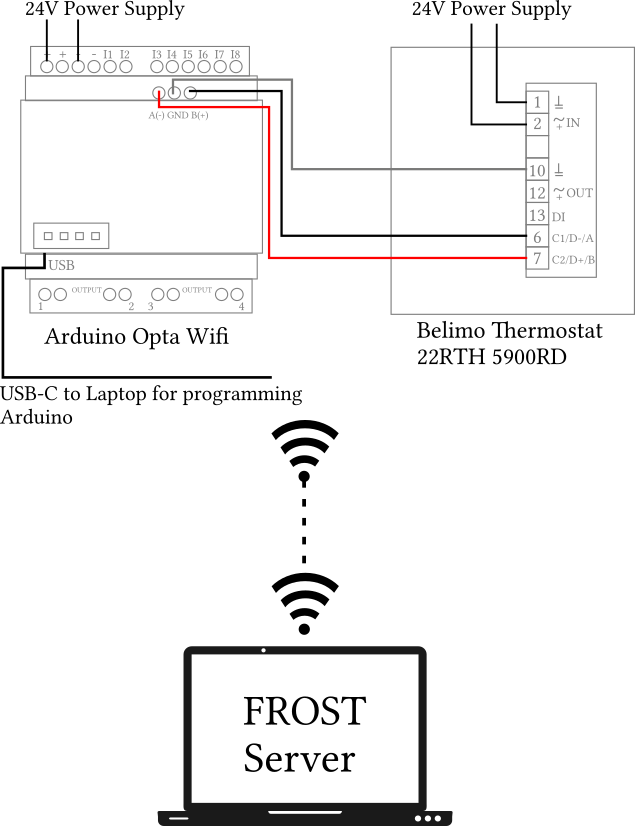 24V Power Supply
24V Power Supply
+ - I1 I2 I3 I4 I5 I6 I7 I8
A(-) GND B(+)
1
2 ~+ IN
10
12 ~+ OUT
13 DI
6 C1/D-/A
7 C2/D+/B
USB
OUTPUT OUTPUT
1 2 3 4
Arduino Opta Wifi
Belimo Thermostat
22RTH 5900RD
USB-C to Laptop for programming
Arduino
FROST
Server